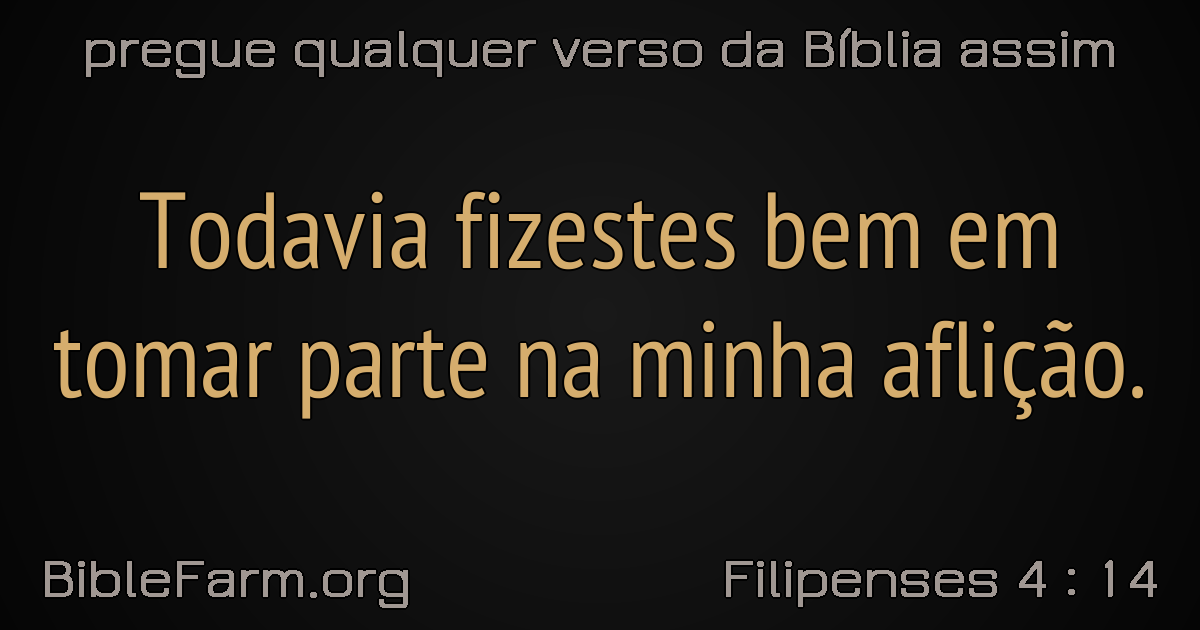 pregue qualquer verso da Bíblia assim
Todavia fizestes bem em
tomar parte na minha aflição.
BibleFarm.org
Filipenses 4 : 14